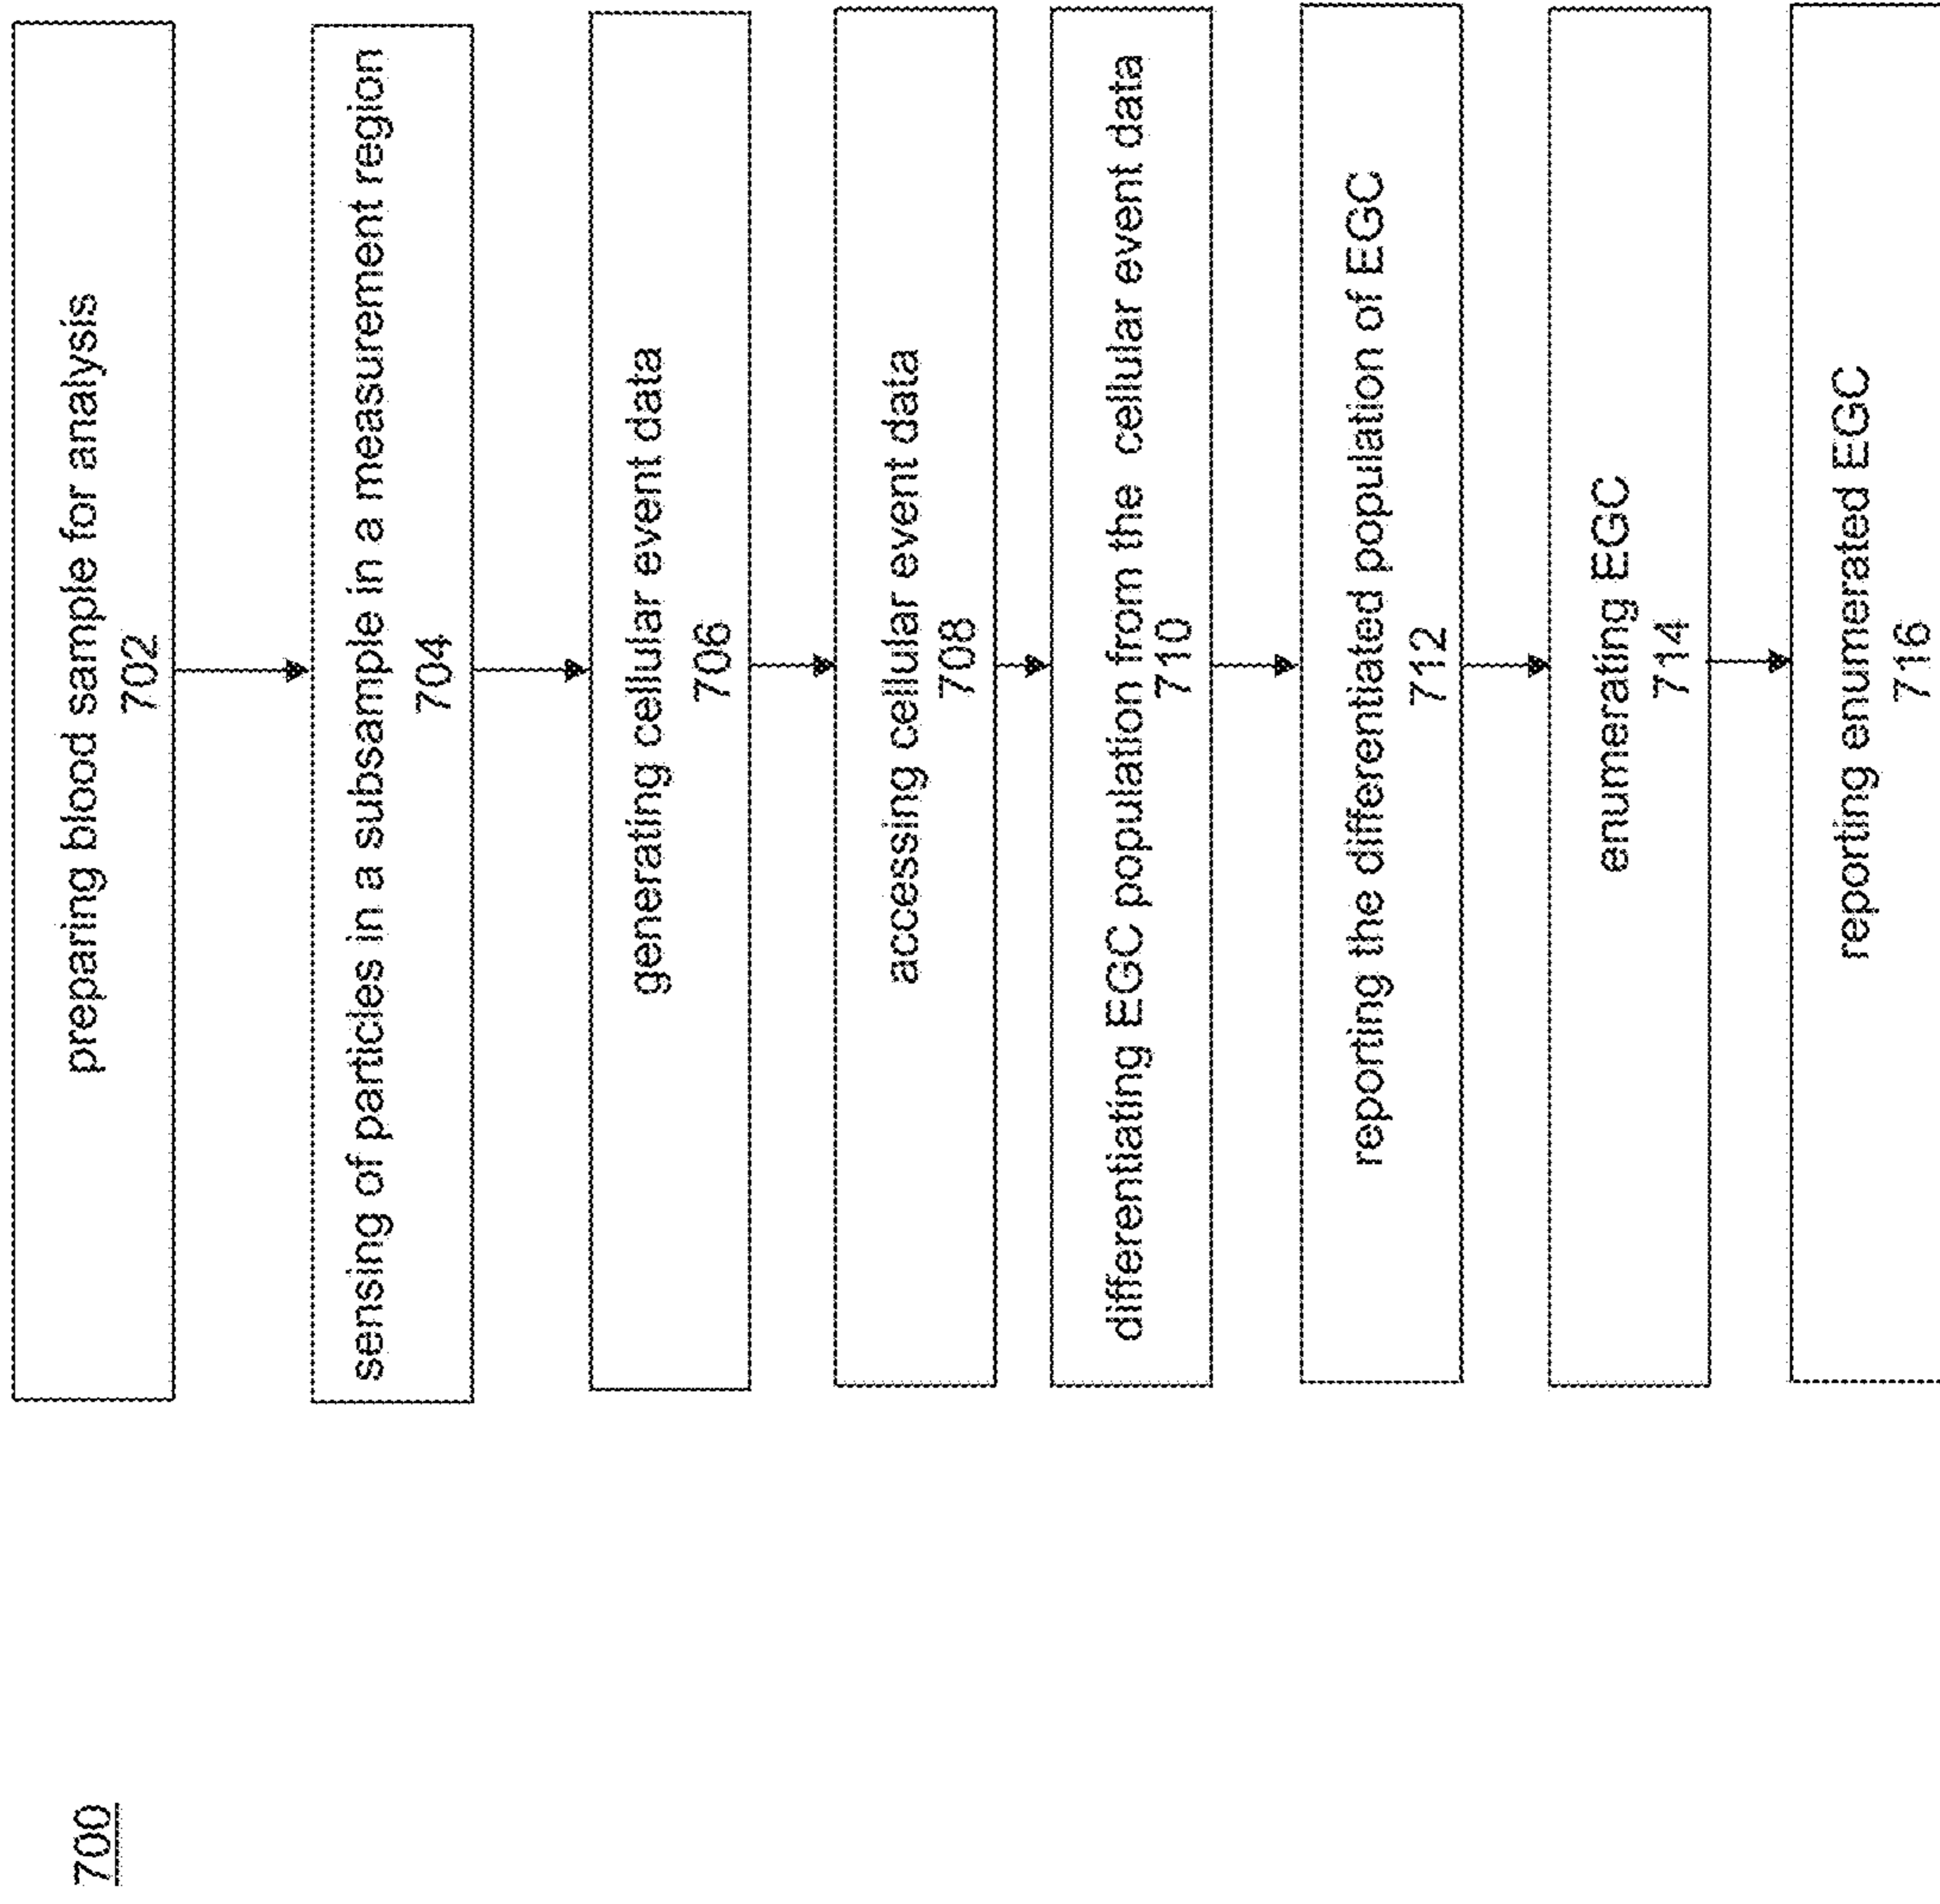 700
preparing blood sample for analysis
702
sensing of particles in a subsample in a measurement region
704
generating cellular event data
706
accessing cellular event data
708
differentiating EGC population from the cellular event data
710
reporting the differentiated population of EGC
712
enumerating EGC
714
reporting enumerated EGC
716